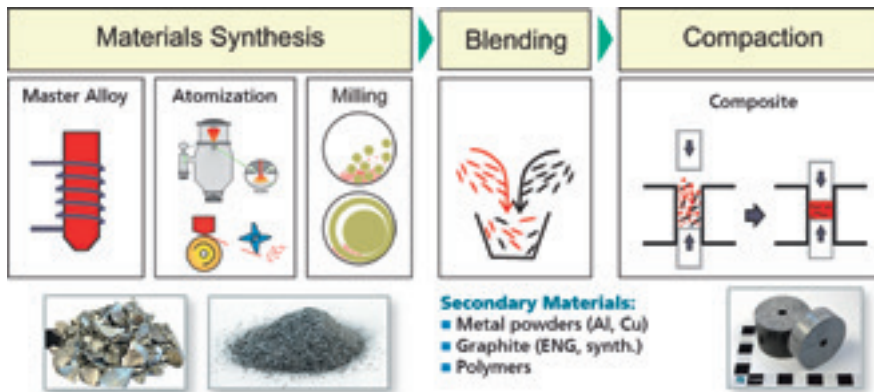 Materials Synthesis
Blending
Compaction
Master Alloy
Atomization
Milling
Composite
Secondary Materials:
Metal powders (Al, Cu)
Graphite (ENG, synth.)
Polymers